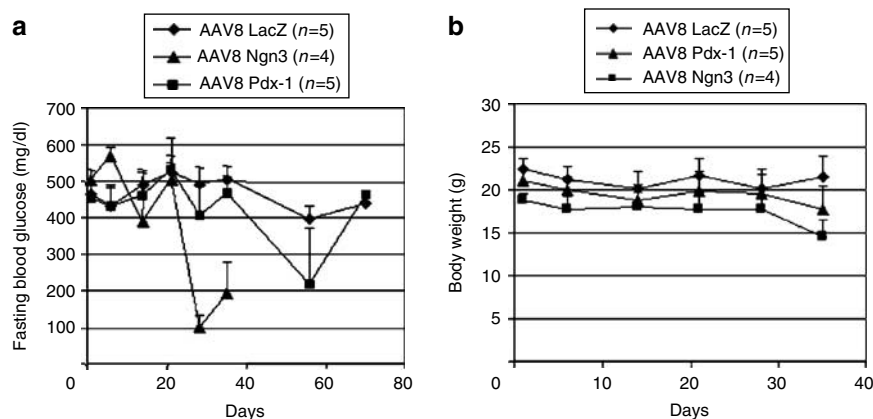 a
AAV8 LacZ (n=5)
AAV8 Ngn3 (n=4)
AAV8 Pdx-1 (n=5)
700
600
500
400
300
200
100
0
20
40
60
80
Fasting blood glucose (mg/dl)
Days
b
AAV8 LacZ (n=5)
AAV8 Pdx-1 (n=5)
AAV8 Ngn3 (n=4)
30
25
20
15
10
5
0
10
20
30
40
Body weight (g)
Days